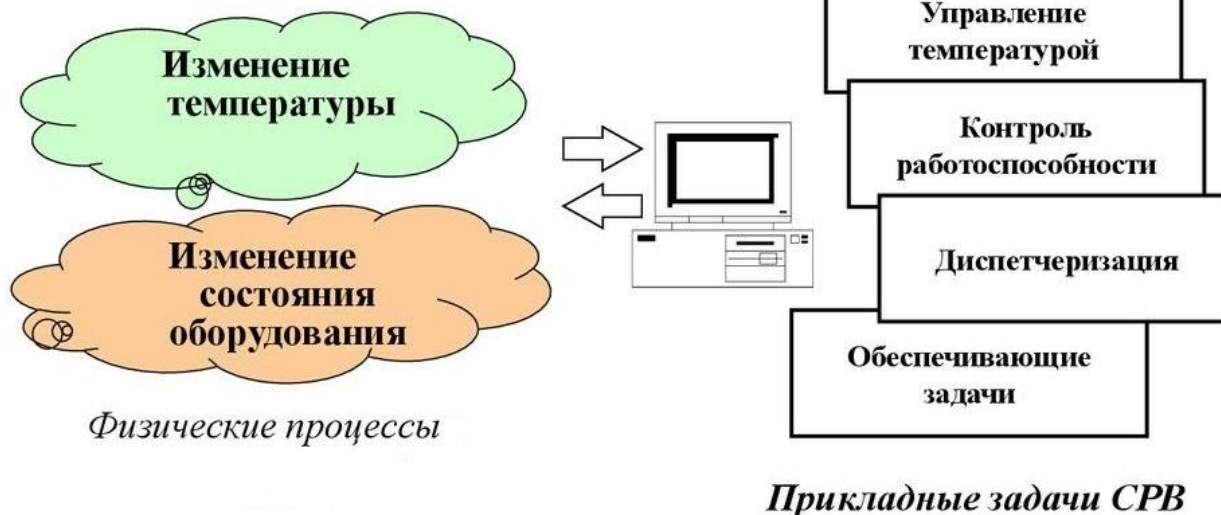 Изменение
температуры
Изменение
состояния
оборудования
Физические процессы
Управление
температурой
Контроль
работоспособности
Диспетчеризация
Обеспечивающие
задачи
Прикладные задачи СРВ